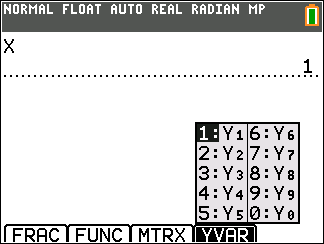 NORMAL FLOAT AUTO REAL RADIAN MP
X
1
1:Y₁ 6:Y₆
2:Y₂ 7:Y₇
3:Y₃ 8:Y₈
4:Y₄ 9:Y₉
5:Y₅ 0:Y₀
FRAC FUNC MTRX YVAR